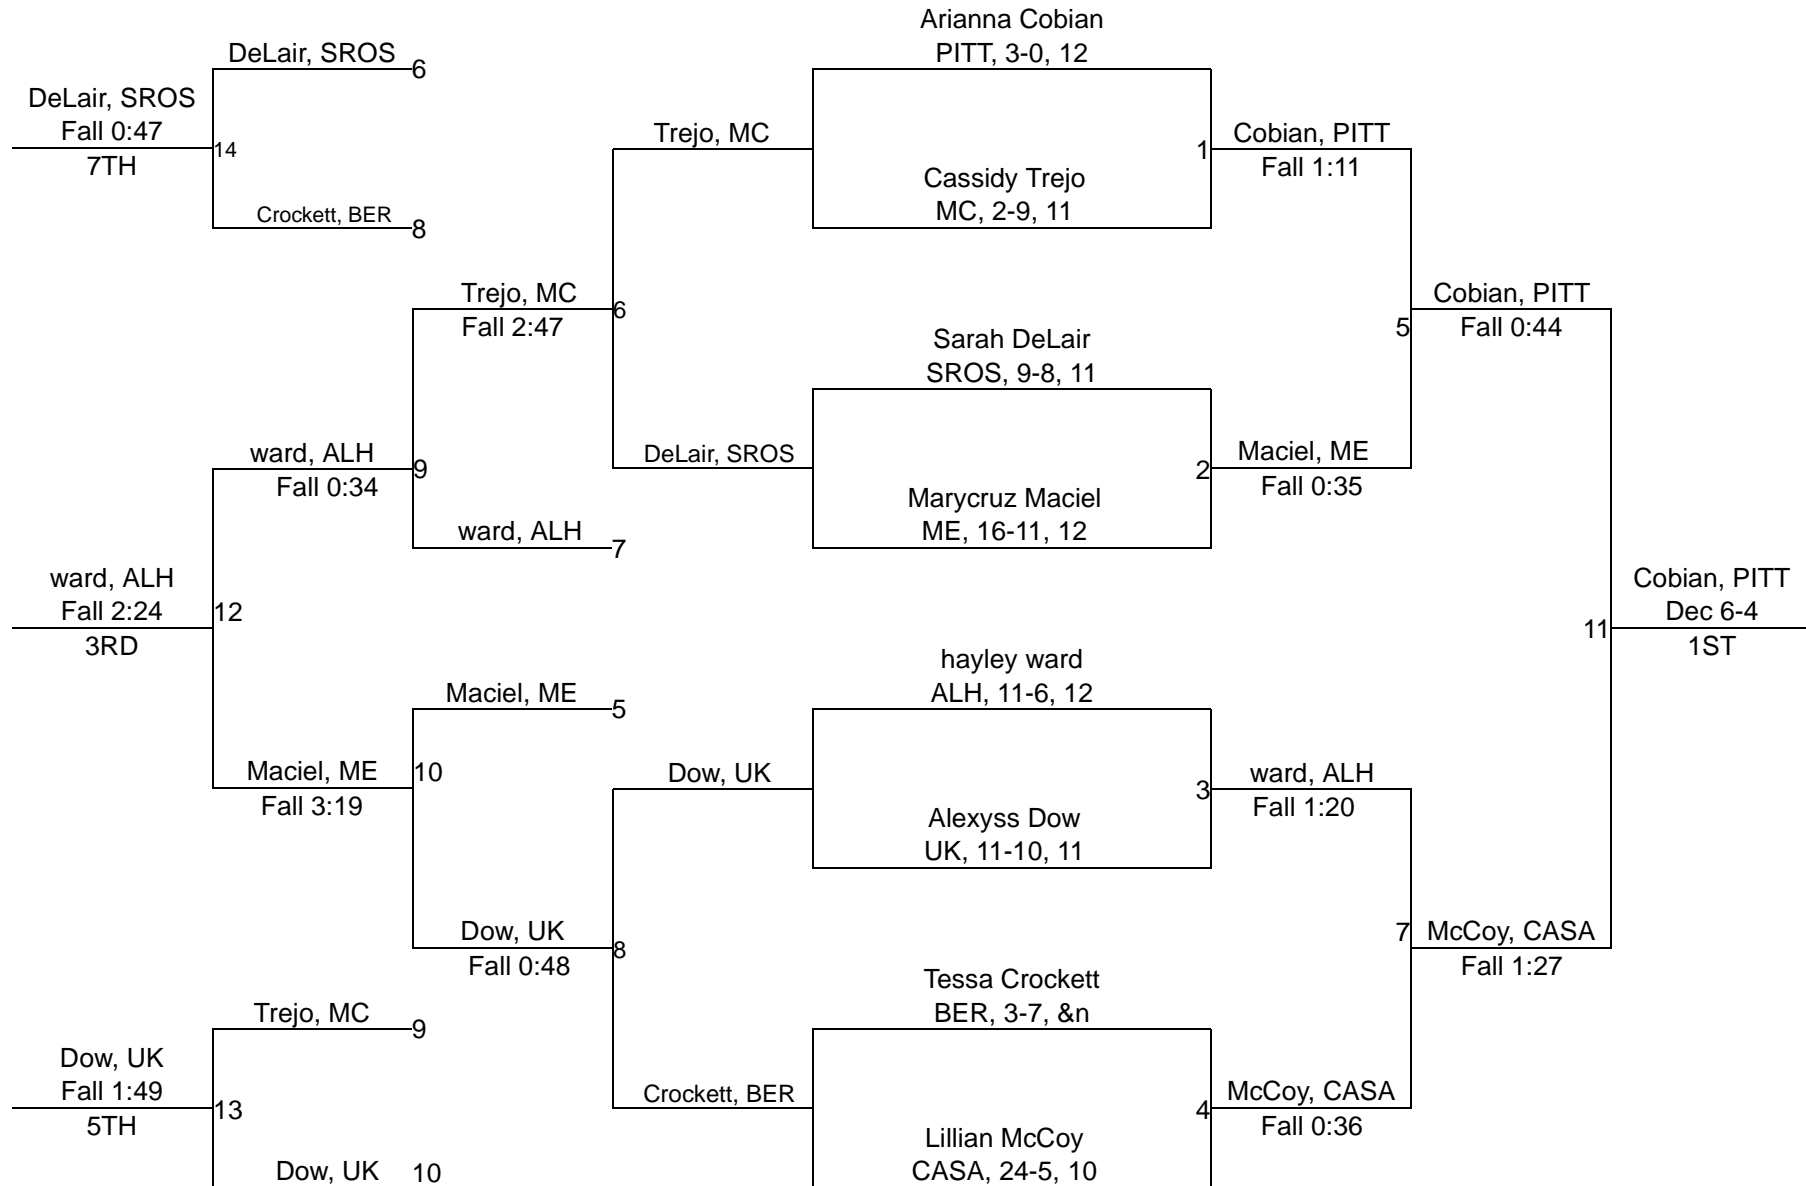 Arianna Cobian
PITT, 3-0, 12
DeLair, SROS
6
DeLair, SROS
Fall 0:47
7TH
14
Crockett, BER
8
Trejo, MC
Cassidy Trejo
MC, 2-9, 11
1
Cobian, PITT
Fall 1:11
Trejo, MC
Fall 2:47
6
Sarah DeLair
SROS, 9-8, 11
5
Cobian, PITT
Fall 0:44
ward, ALH
Fall 0:34
9
DeLair, SROS
Marycruz Maciel
ME, 16-11, 12
2
Maciel, ME
Fall 0:35
ward, ALH
7
ward, ALH
Fall 2:24
3RD
12
Cobian, PITT
Dec 6-4
1ST
11
hayley ward
ALH, 11-6, 12
Maciel, ME
5
Maciel, ME
Fall 3:19
10
Dow, UK
Alexyss Dow
UK, 11-10, 11
3
ward, ALH
Fall 1:20
Dow, UK
Fall 0:48
8
7
McCoy, CASA
Fall 1:27
Tessa Crockett
BER, 3-7, &n
Trejo, MC
9
Dow, UK
Fall 1:49
5TH
13
Crockett, BER
4
McCoy, CASA
Fall 0:36
Lillian McCoy
CASA, 24-5, 10
Dow, UK
10